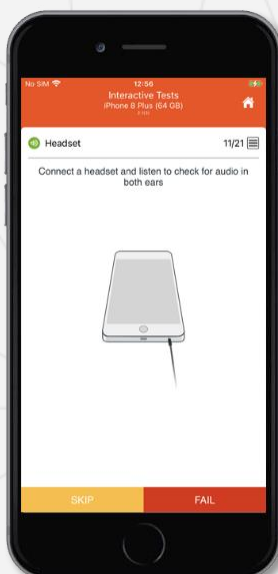 No SIM 12:56
Interactive Tests
iPhone 8 Plus (64 GB)
Headset 11/21
Connect a headset and listen to check for audio in
both ears
SKIP FAIL